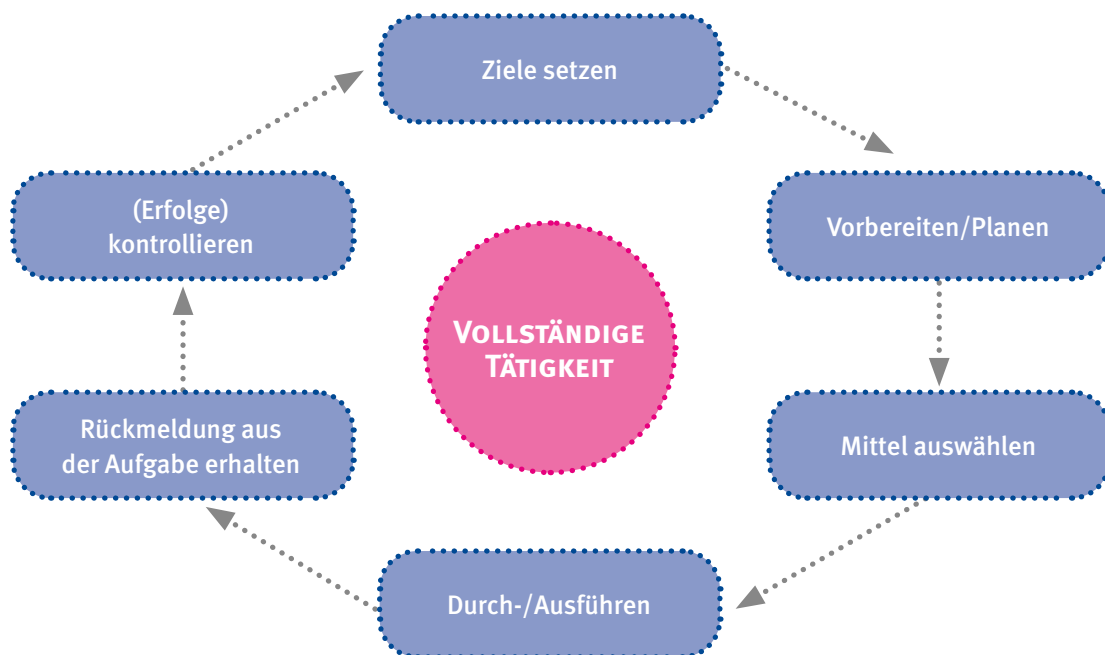 Ziele setzen
Vorbereiten/Planen
Mittel auswählen
Durch-/Ausführen
Rückmeldung aus
der Aufgabe erhalten
(Erfolge)
kontrollieren
VOLLSTÄNDIGE
TÄTIGKEIT